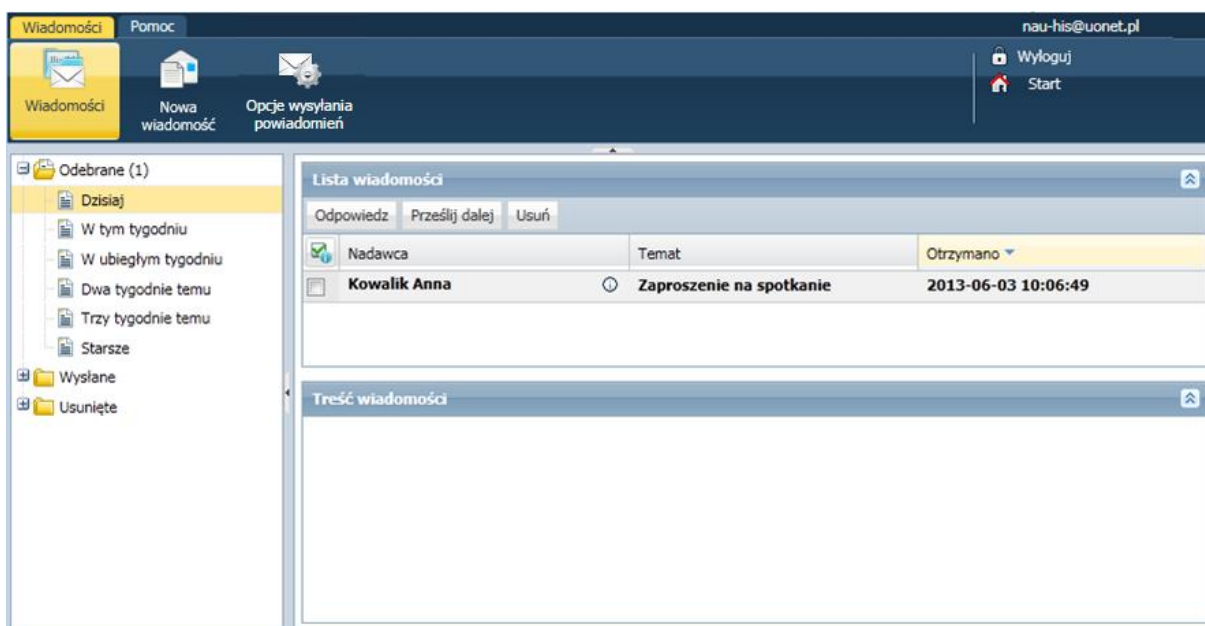 Wiadomości Pomoc nau-his@uonet.pl
Wiadomości
Nowa wiadomość
Opcje wysyłania powiadomień
Wyloguj
Start
Odebrane (1)
Dzisiaj
W tym tygodniu
W ubiegłym tygodniu
Dwa tygodnie temu
Trzy tygodnie temu
Starsze
Wysłane
Usunięte
Lista wiadomości
Odpowiedz Prześlij dalej Usuń
Nadawca Temat Otrzymano
Kowalik Anna Zaproszenie na spotkanie 2013-06-03 10:06:49
Treść wiadomości